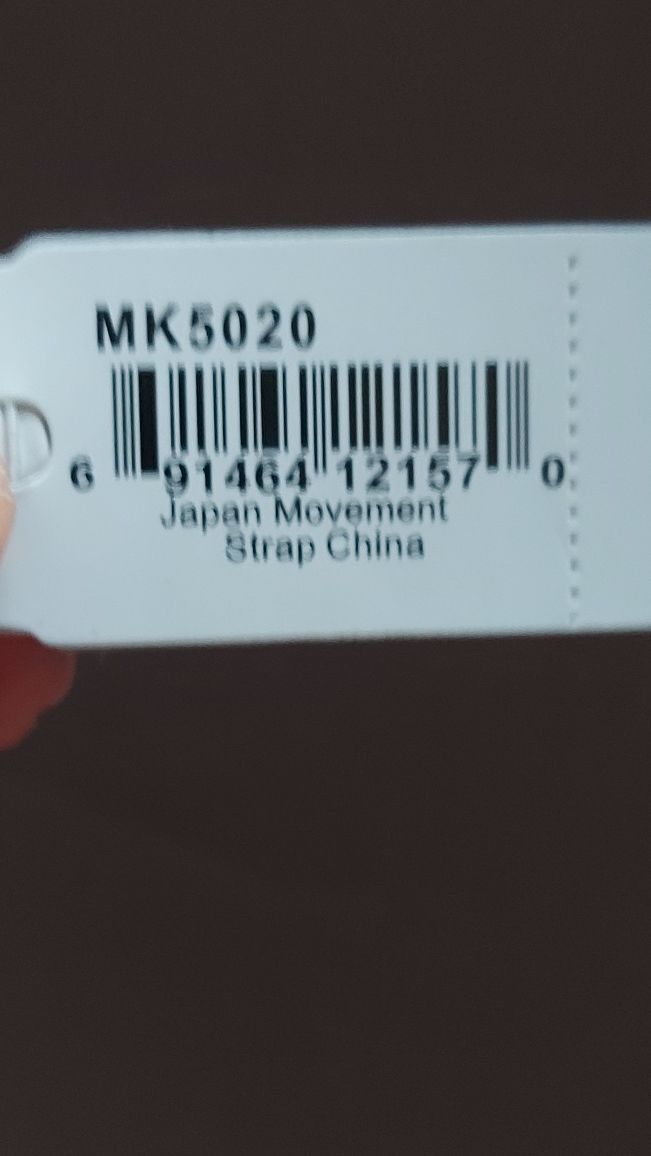 MK5020
6 91464 12157 0
Japan Movement
Strap China